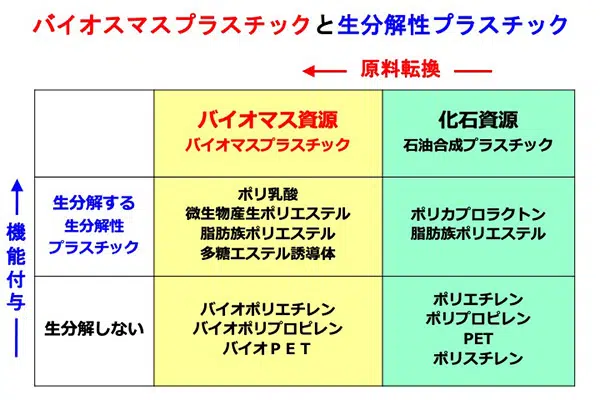 バイオスマスプラスチックと生分解性プラスチック
原料転換
バイオマス資源
バイオマスプラスチック
化石資源
石油合成プラスチック
機能付与
生分解する
生分解性
プラスチック
ポリ乳酸
微生物産生ポリエステル
脂肪族ポリエステル
多糖エステル誘導体
ポリカプロラクトン
脂肪族ポリエステル
生分解しない
バイオポリエチレン
バイオポリプロピレン
バイオＰＥＴ
ポリエチレン
ポリプロピレン
PET
ポリスチレン